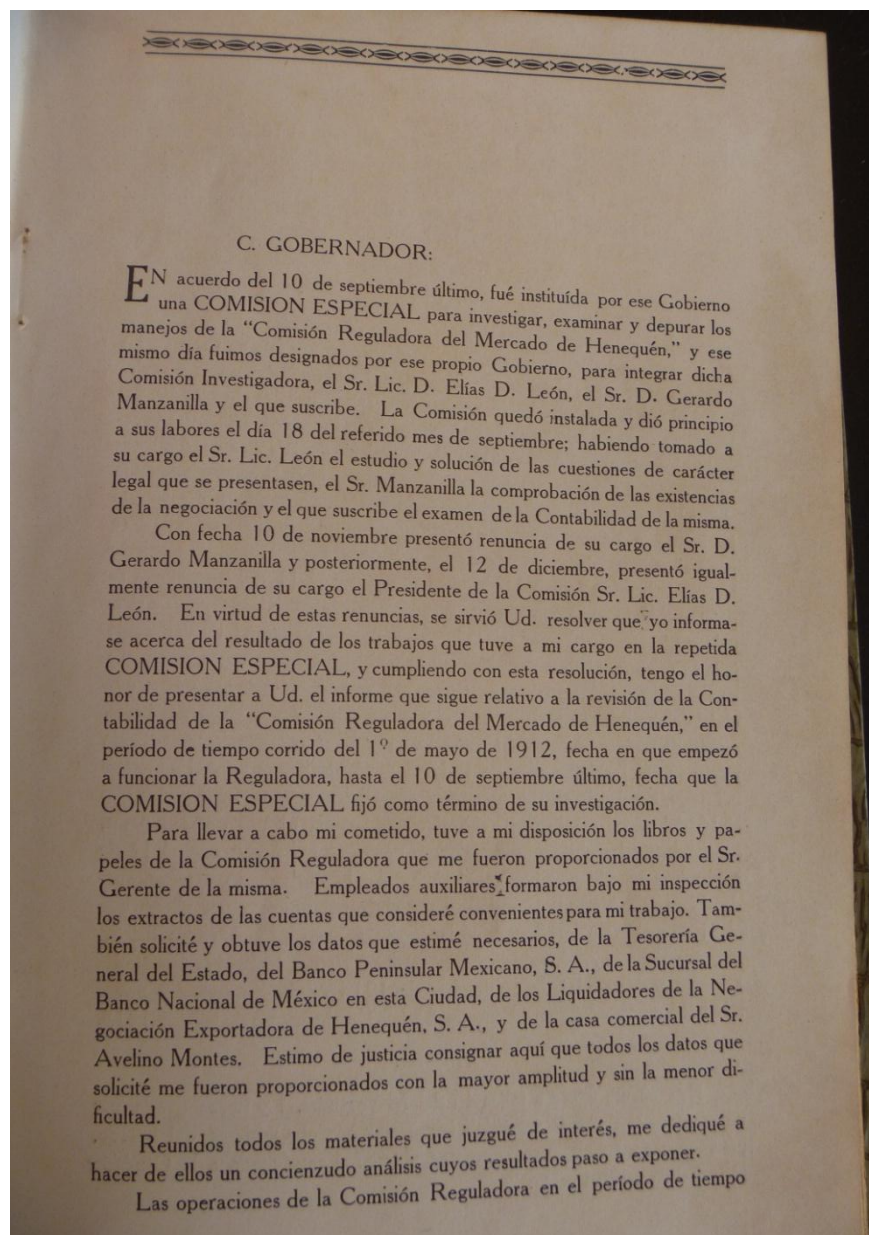 C. GOBERNADOR:
EN acuerdo del 10 de septiembre último, fué instituída por ese Gobierno
una COMISION ESPECIAL para investigar, examinar y depurar los
manejos de la "Comisión Reguladora del Mercado de Henequén," y ese
mismo día fuimos designados por ese propio Gobierno, para integrar dicha
Comisión Investigadora, el Sr. Lic. D. Elías D. León, el Sr. D. Gerardo
Manzanilla y el que suscribe. La Comisión quedó instalada y dió principio
a sus labores el día 18 del referido mes de septiembre; habiendo tomado a
su cargo el Sr. Lic. León el estudio y solución de las cuestiones de carácter
legal que se presentasen, el Sr. Manzanilla la comprobación de las existencias
de la negociación y el que suscribe el examen de la Contabilidad de la misma.
Con fecha 10 de noviembre presentó renuncia de su cargo el Sr. D.
Gerardo Manzanilla y posteriormente, el 12 de diciembre, presentó igual-
mente renuncia de su cargo el Presidente de la Comisión Sr. Lic. Elías D.
León. En virtud de estas renuncias, se sirvió Ud. resolver que yo informa-
se acerca del resultado de los trabajos que tuve a mi cargo en la repetida
COMISION ESPECIAL, y cumpliendo con esta resolución, tengo el ho-
nor de presentar a Ud. el informe que sigue relativo a la revisión de la Con-
tabilidad de la "Comisión Reguladora del Mercado de Henequén," en el
período de tiempo corrido del 1º de mayo de 1912, fecha en que empezó
a funcionar la Reguladora, hasta el 10 de septiembre último, fecha que la
COMISION ESPECIAL fijó como término de su investigación.
Para llevar a cabo mi cometido, tuve a mi disposición los libros y pa-
peles de la Comisión Reguladora que me fueron proporcionados por el Sr.
Gerente de la misma. Empleados auxiliares formaron bajo mi inspección
los extractos de las cuentas que consideré convenientes para mi trabajo. Tam-
bién solicité y obtuve los datos que estimé necesarios, de la Tesorería Ge-
neral del Estado, del Banco Peninsular Mexicano, S. A., de la Sucursal del
Banco Nacional de México en esta Ciudad, de los Liquidadores de la Ne-
gociación Exportadora de Henequén, S. A., y de la casa comercial del Sr.
Avelino Montes. Estimo de justicia consignar aquí que todos los datos que
solicité me fueron proporcionados con la mayor amplitud y sin la menor di-
ficultad.
Reunidos todos los materiales que juzgué de interés, me dediqué a
hacer de ellos un concienzudo análisis cuyos resultados paso a exponer.
Las operaciones de la Comisión Reguladora en el período de tiempo